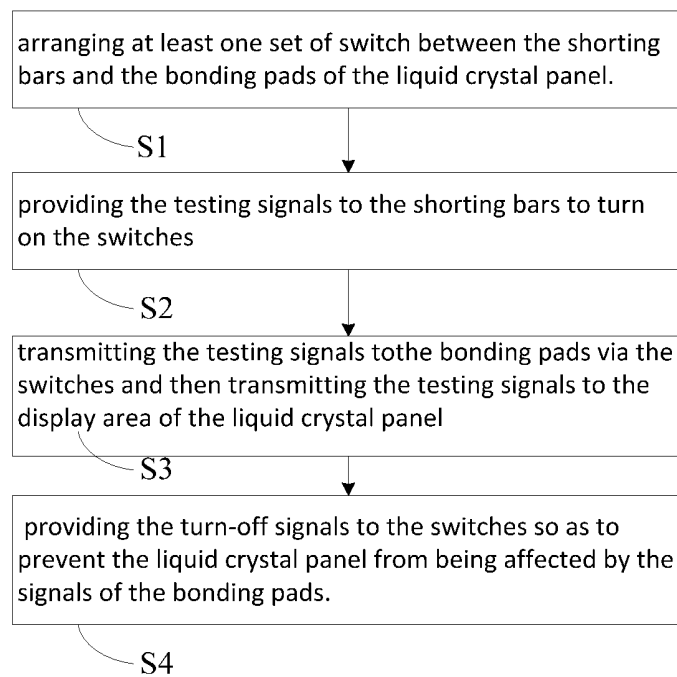 arranging at least one set of switch between the shorting
bars and the bonding pads of the liquid crystal panel.
S1
providing the testing signals to the shorting bars to turn
on the switches
S2
transmitting the testing signals tothe bonding pads via the
switches and then transmitting the testing signals to the
display area of the liquid crystal panel
S3
providing the turn-off signals to the switches so as to
prevent the liquid crystal panel from being affected by the
signals of the bonding pads.
S4